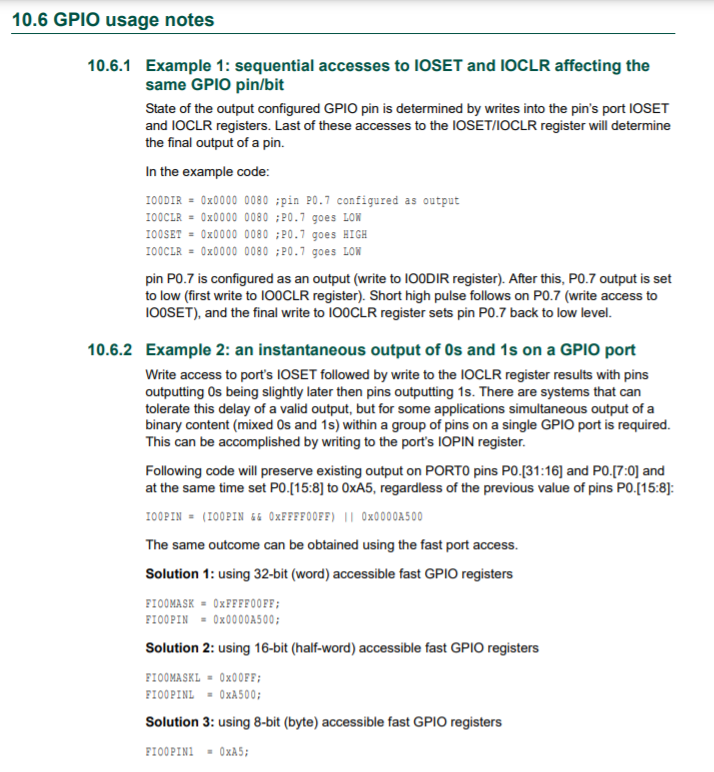 10.6 GPIO usage notes
10.6.1 Example 1: sequential accesses to IOSET and IOCLR affecting the
same GPIO pin/bit
State of the output configured GPIO pin is determined by writes into the pin's port IOSET
and IOCLR registers. Last of these accesses to the IOSET/IOCLR register will determine
the final output of a pin.
In the example code:
IO0DIR = 0x0000 0080 ;pin P0.7 configured as output
IO0CLR = 0x0000 0080 ;P0.7 goes LOW
IO0SET = 0x0000 0080 ;P0.7 goes HIGH
IO0CLR = 0x0000 0080 ;P0.7 goes LOW
pin P0.7 is configured as an output (write to IO0DIR register). After this, P0.7 output is set
to low (first write to IO0CLR register). Short high pulse follows on P0.7 (write access to
IO0SET), and the final write to IO0CLR register sets pin P0.7 back to low level.
10.6.2 Example 2: an instantaneous output of 0s and 1s on a GPIO port
Write access to port's IOSET followed by write to the IOCLR register results with pins
outputting 0s being slightly later then pins outputting 1s. There are systems that can
tolerate this delay of a valid output, but for some applications simultaneous output of a
binary content (mixed 0s and 1s) within a group of pins on a single GPIO port is required.
This can be accomplished by writing to the port's IOPIN register.
Following code will preserve existing output on PORT0 pins P0.[31:16] and P0.[7:0] and
at the same time set P0.[15:8] to 0xA5, regardless of the previous value of pins P0.[15:8]:
IO0PIN = (IO0PIN && 0xFFFF00FF) || 0x0000A500
The same outcome can be obtained using the fast port access.
Solution 1: using 32-bit (word) accessible fast GPIO registers
FIO0MASK = 0xFFFF00FF;
FIO0PIN = 0x0000A500;
Solution 2: using 16-bit (half-word) accessible fast GPIO registers
FIO0MASKL = 0x00FF;
FIO0PINL = 0xA500;
Solution 3: using 8-bit (byte) accessible fast GPIO registers
FIO0PIN1 = 0xA5;